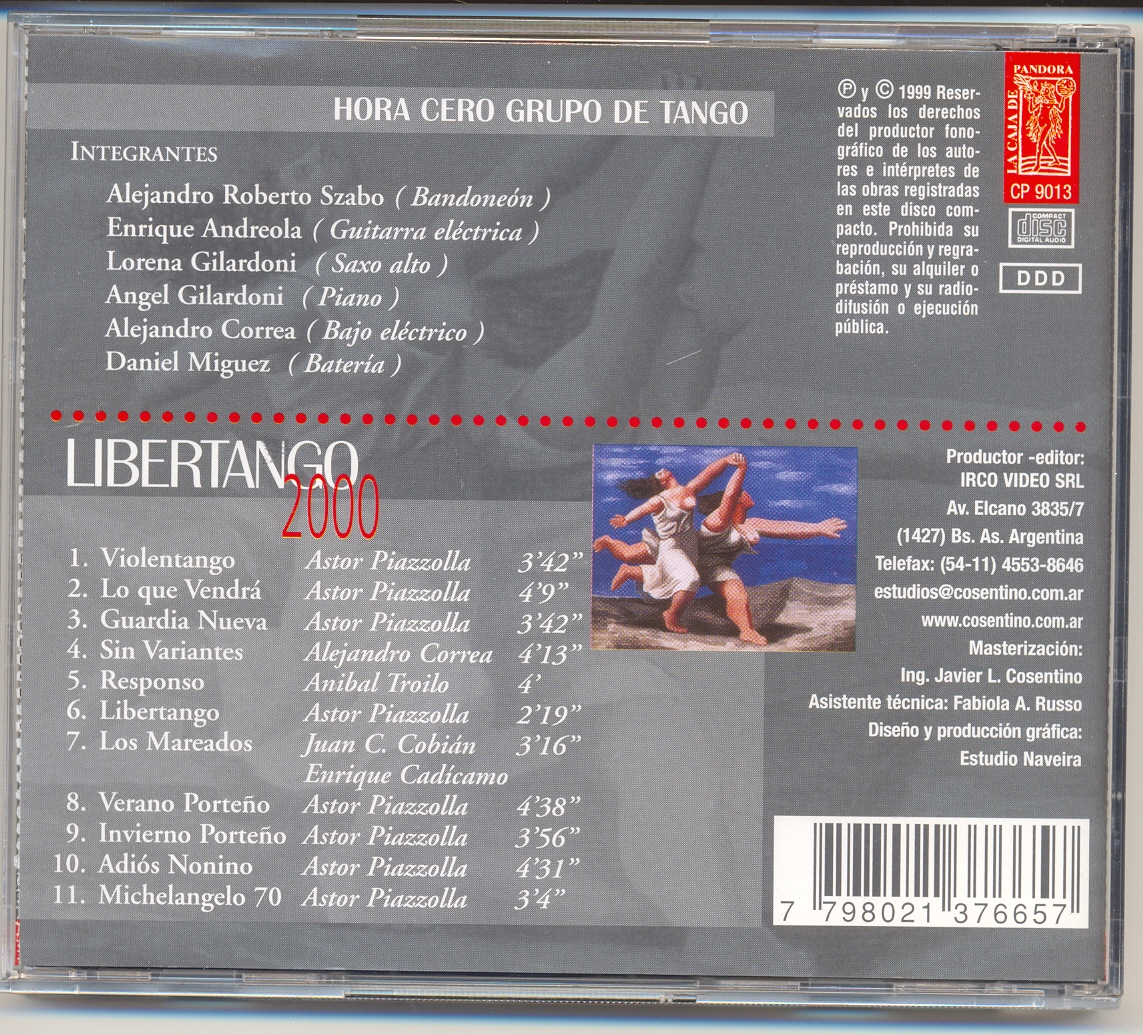 HORA CERO GRUPO DE TANGO
INTEGRANTES
Alejandro Roberto Szabo ( Bandoneón )
Enrique Andreola ( Guitarra eléctrica )
Lorena Gilardoni ( Saxo alto )
Angel Gilardoni ( Piano )
Alejandro Correa ( Bajo eléctrico )
Daniel Miguez ( Batería )
Ⓟ y © 1999 Reser-
vados los derechos
del productor fono-
gráfico de los auto-
res e intérpretes de
las obras registradas
en este disco com-
pacto. Prohibida su
reproducción y regra-
bación, su alquiler o
préstamo y su radio-
difusión o ejecución
pública.
LA CAJA DE
PANDORA
CP 9013
COMPACT
disc
DIGITAL AUDIO
DDD
LIBERTANGO
2000
1. Violentango Astor Piazzolla 3’42”
2. Lo que Vendrá Astor Piazzolla 4’9”
3. Guardia Nueva Astor Piazzolla 3’42”
4. Sin Variantes Alejandro Correa 4’13”
5. Responso Anibal Troilo 4’
6. Libertango Astor Piazzolla 2’19”
7. Los Mareados Juan C. Cobián 3’16”
Enrique Cadícamo
8. Verano Porteño Astor Piazzolla 4’38”
9. Invierno Porteño Astor Piazzolla 3’56”
10. Adiós Nonino Astor Piazzolla 4’31”
11. Michelangelo 70 Astor Piazzolla 3’4”
Productor -editor:
IRCO VIDEO SRL
Av. Elcano 3835/7
(1427) Bs. As. Argentina
Telefax: (54-11) 4553-8646
estudios@cosentino.com.ar
www.cosentino.com.ar
Masterización:
Ing. Javier L. Cosentino
Asistente técnica: Fabiola A. Russo
Diseño y producción gráfica:
Estudio Naveira
7 798021 376657